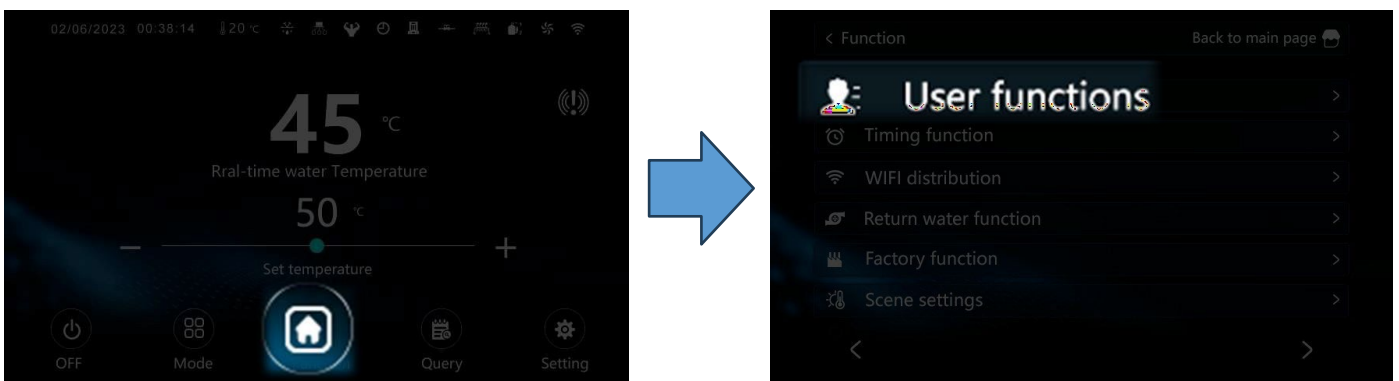 02/06/2023 00:38:14 20 ℃
45 ℃
Rral-time water Temperature
50 ℃
− +
Set temperature
OFF Mode Query Setting
< Function Back to main page
User functions
Timing function >
WIFI distribution >
Return water function >
Factory function >
Scene settings >
< >